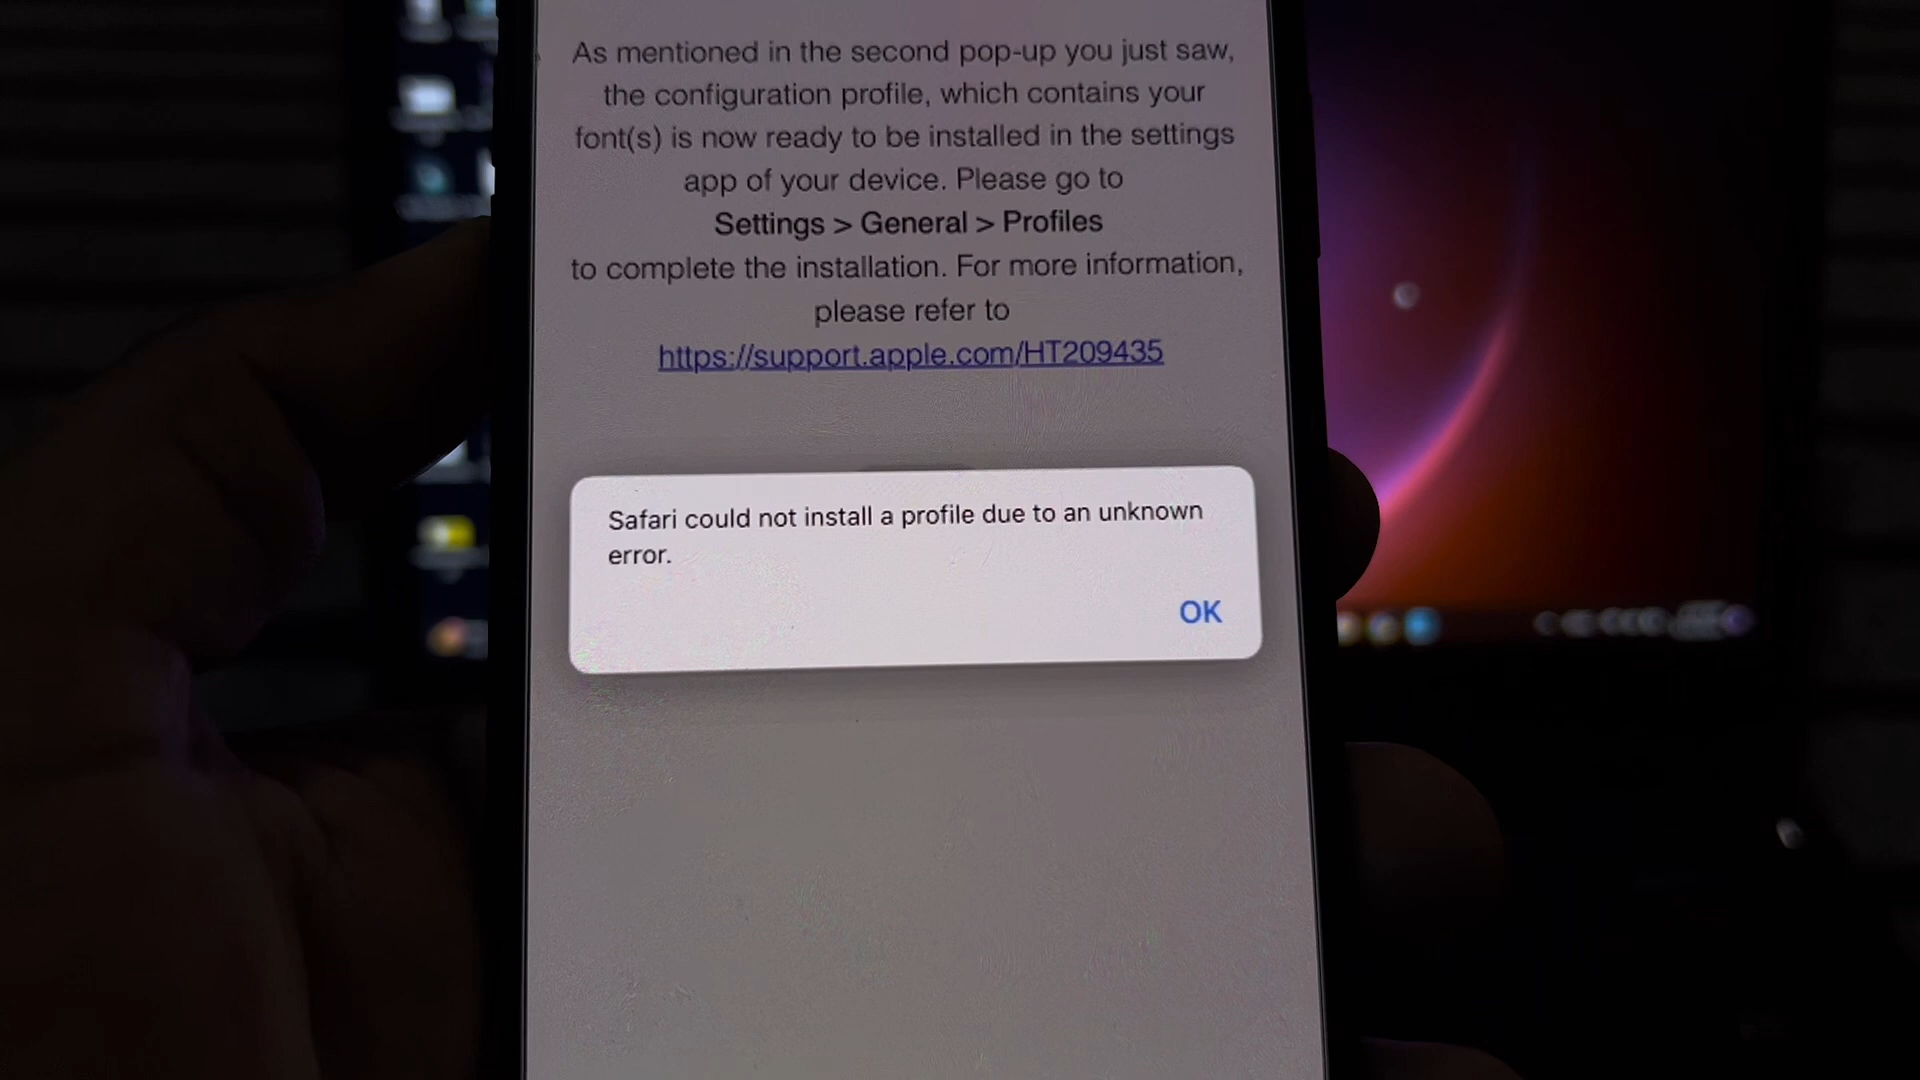 As mentioned in the second pop-up you just saw,
the configuration profile, which contains your
font(s) is now ready to be installed in the settings
app of your device. Please go to
Settings > General > Profiles
to complete the installation. For more information,
please refer to
https://support.apple.com/HT209435
Safari could not install a profile due to an unknown
error.
OK